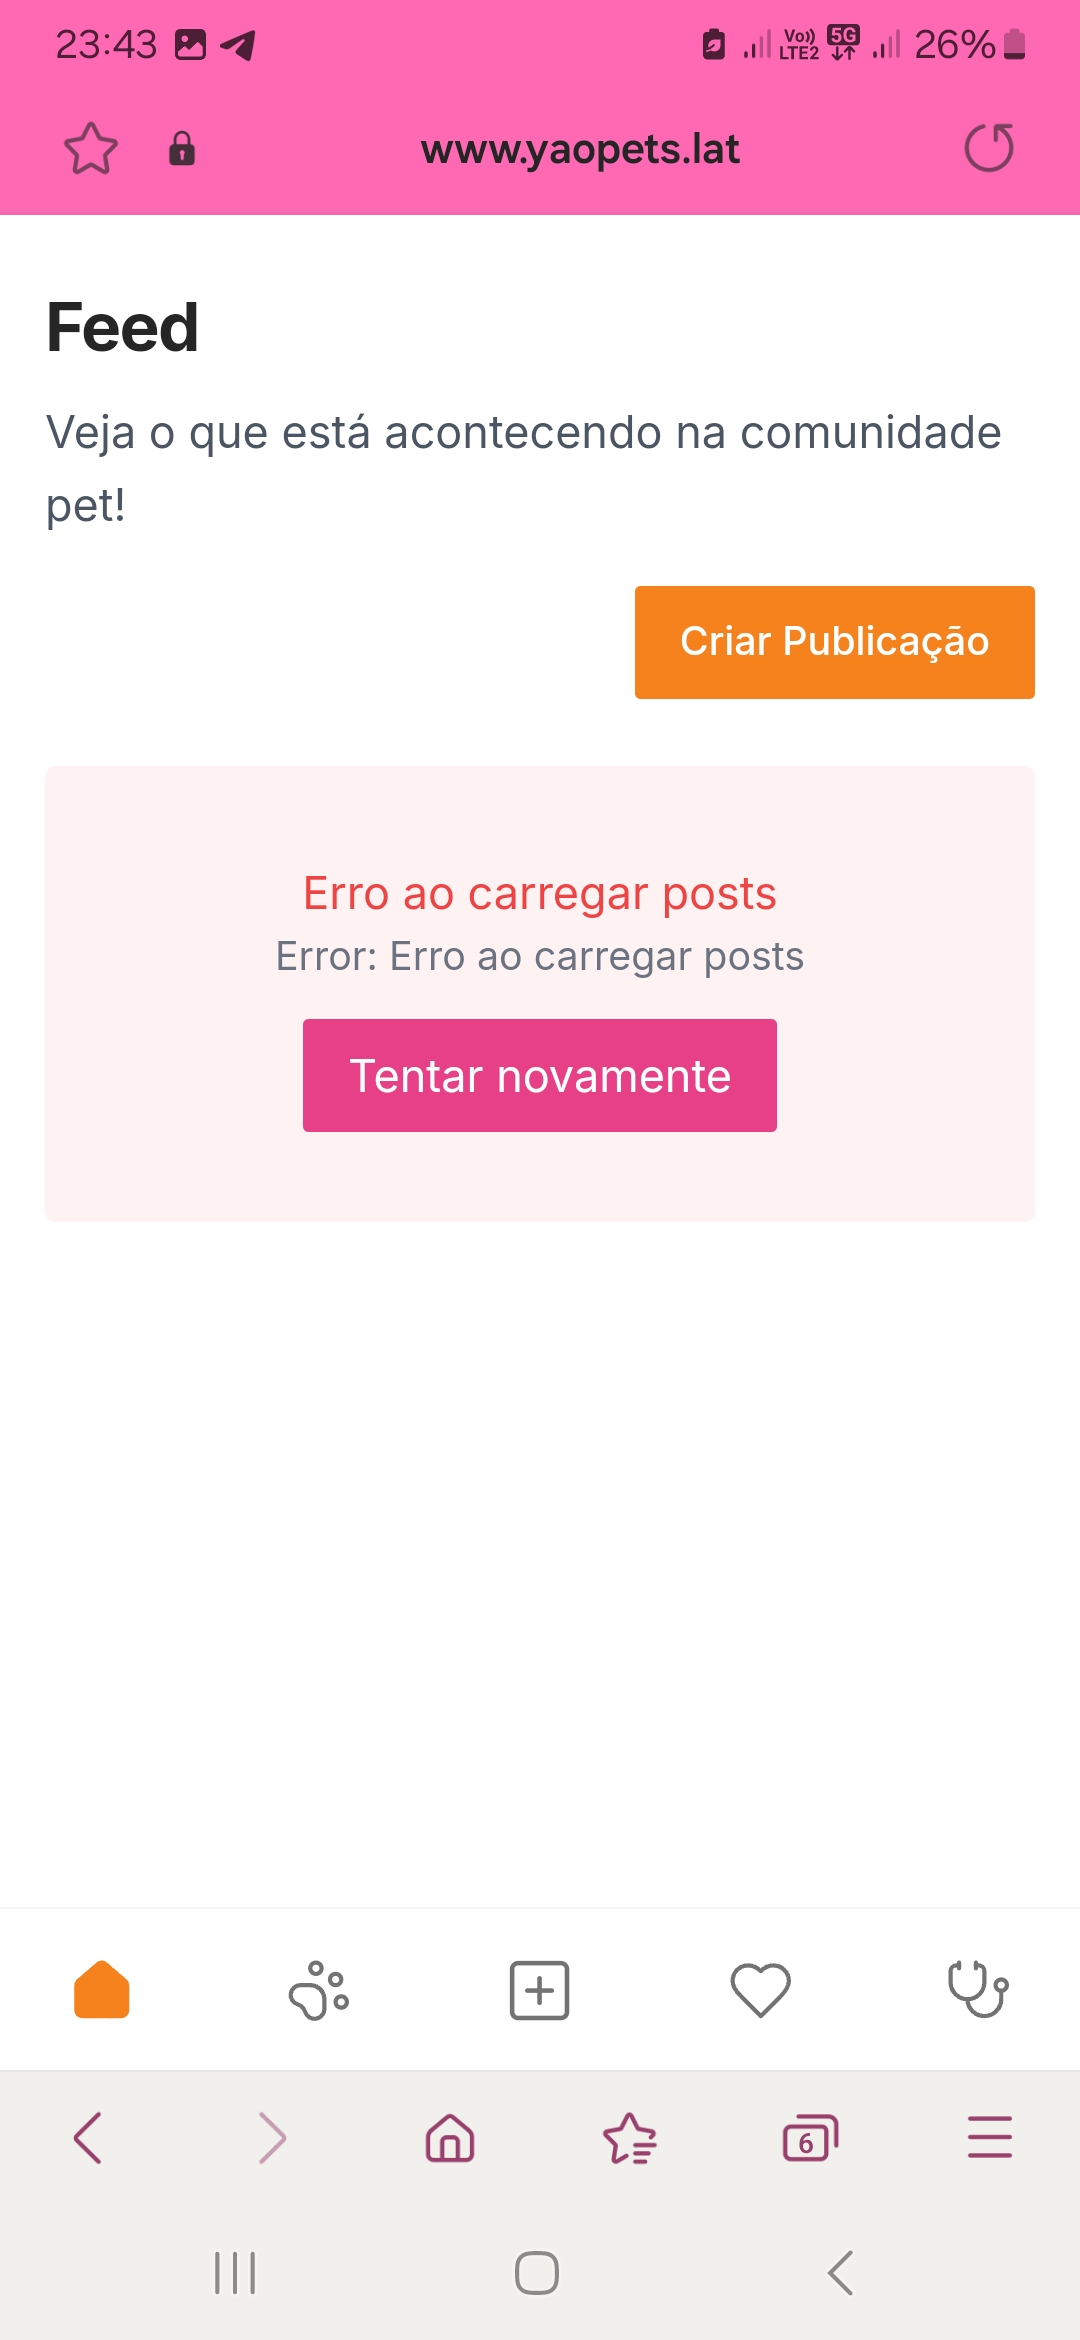 23:43
Vo)) LTE2 5G 26%
www.yaopets.lat
Feed
Veja o que está acontecendo na comunidade
pet!
Criar Publicação
Erro ao carregar posts
Error: Erro ao carregar posts
Tentar novamente
6